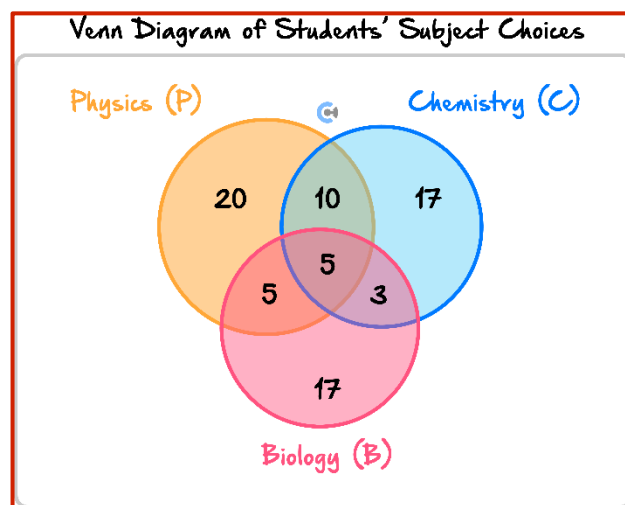 Venn Diagram of Students' Subject Choices
Physics (P)
Chemistry (C)
20
10
17
5
5
3
17
Biology (B)